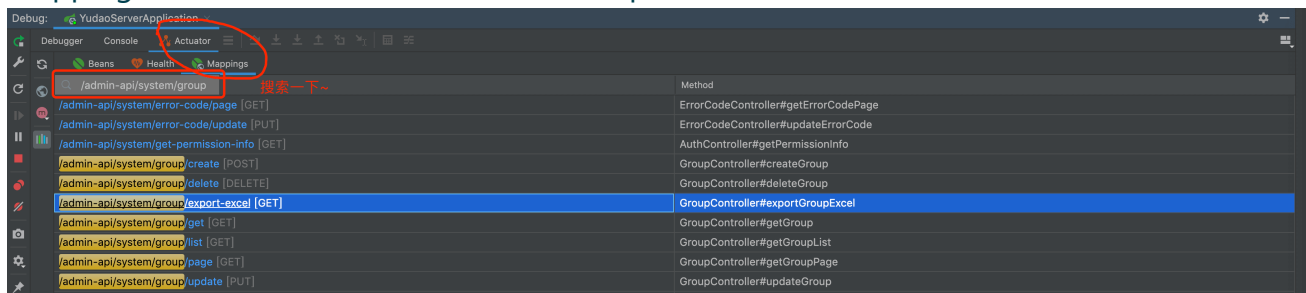 Debug: YudaoServerApplication ×
Debugger Console Actuator
Beans Health Mappings
/admin-api/system/group 搜索一下~ Method
/admin-api/system/error-code/page [GET] ErrorCodeController#getErrorCodePage
/admin-api/system/error-code/update [PUT] ErrorCodeController#updateErrorCode
/admin-api/system/get-permission-info [GET] AuthController#getPermissionInfo
/admin-api/system/group/create [POST] GroupController#createGroup
/admin-api/system/group/delete [DELETE] GroupController#deleteGroup
/admin-api/system/group/export-excel [GET] GroupController#exportGroupExcel
/admin-api/system/group/get [GET] GroupController#getGroup
/admin-api/system/group/list [GET] GroupController#getGroupList
/admin-api/system/group/page [GET] GroupController#getGroupPage
/admin-api/system/group/update [PUT] GroupController#updateGroup